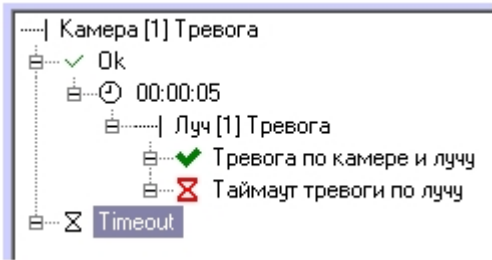 Камера [1] Тревога
Ok
00:00:05
Луч [1] Тревога
Тревога по камере и лучу
Таймаут тревоги по лучу
Timeout